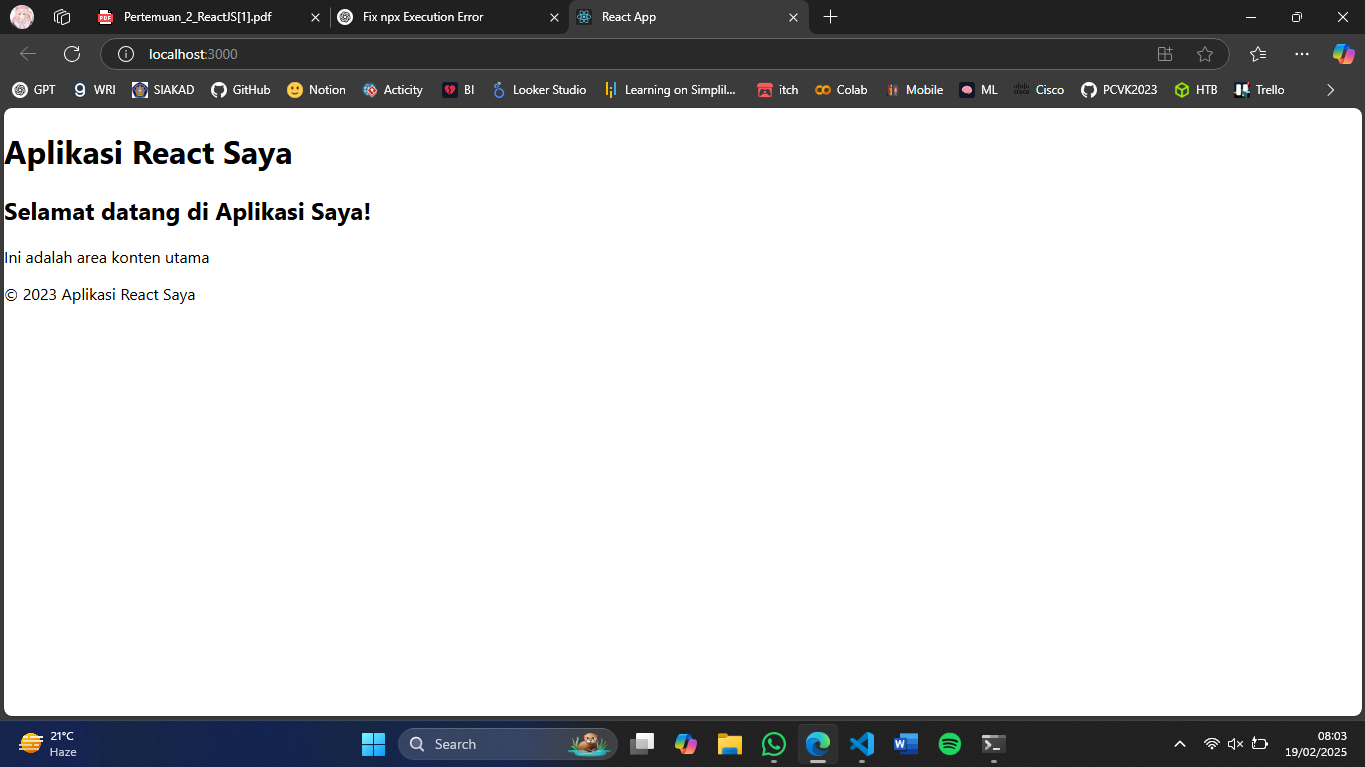 Pertemuan_2_ReactJS[1].pdf
Fix npx Execution Error
React App
localhost:3000
GPT
WRI
SIAKAD
GitHub
Notion
Acticity
BI
Looker Studio
Learning on Simplil...
itch
Colab
Mobile
ML
Cisco
PCVK2023
HTB
Trello
Aplikasi React Saya
Selamat datang di Aplikasi Saya!
Ini adalah area konten utama
© 2023 Aplikasi React Saya
21°C
Haze
Search
08:03
19/02/2025